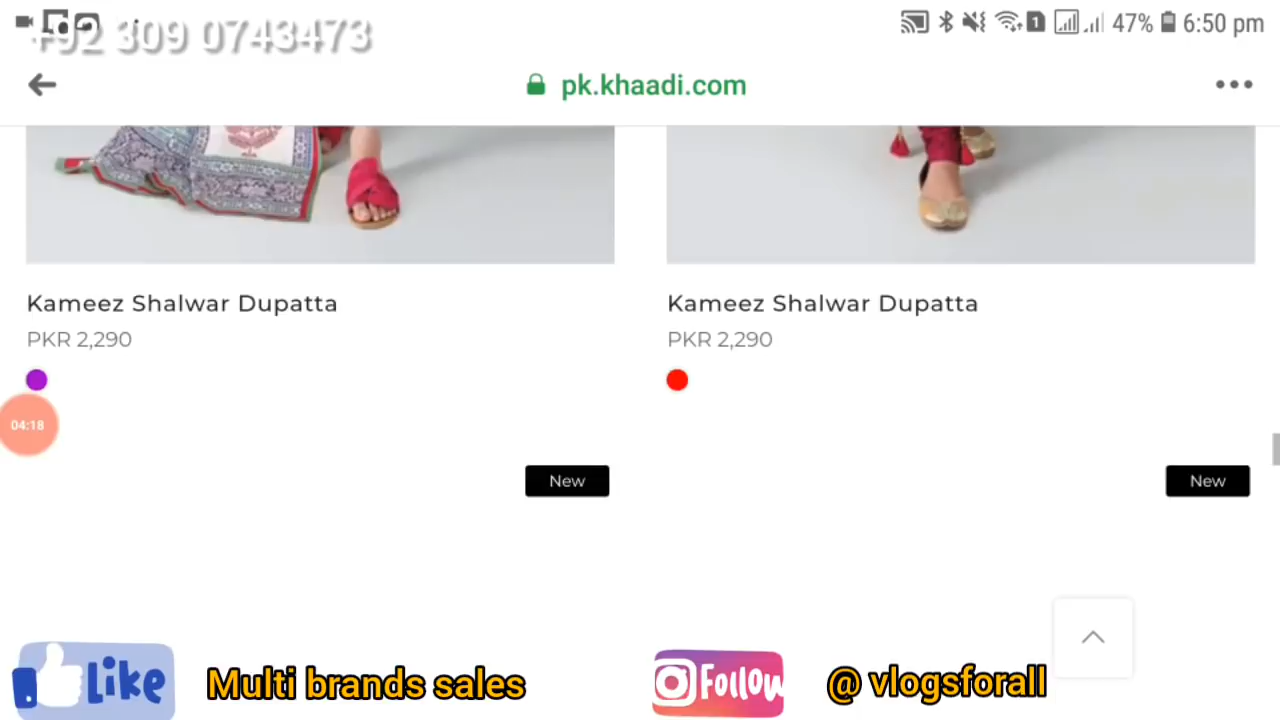 +92 309 0743473
1 47% 6:50 pm
pk.khaadi.com
Kameez Shalwar Dupatta
PKR 2,290
Kameez Shalwar Dupatta
PKR 2,290
04:18
New
New
Like
Multi brands sales
Follow
@ vlogsforall